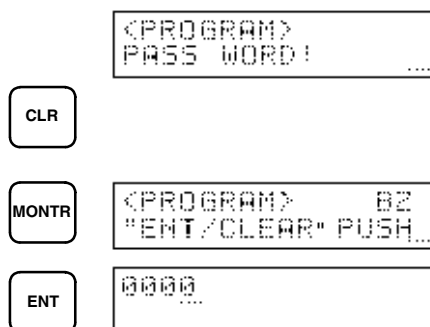 <PROGRAM>
PASS WORD!
CLR
MONTR
<PROGRAM> BZ
"ENT/CLEAR" PUSH
ENT
0000